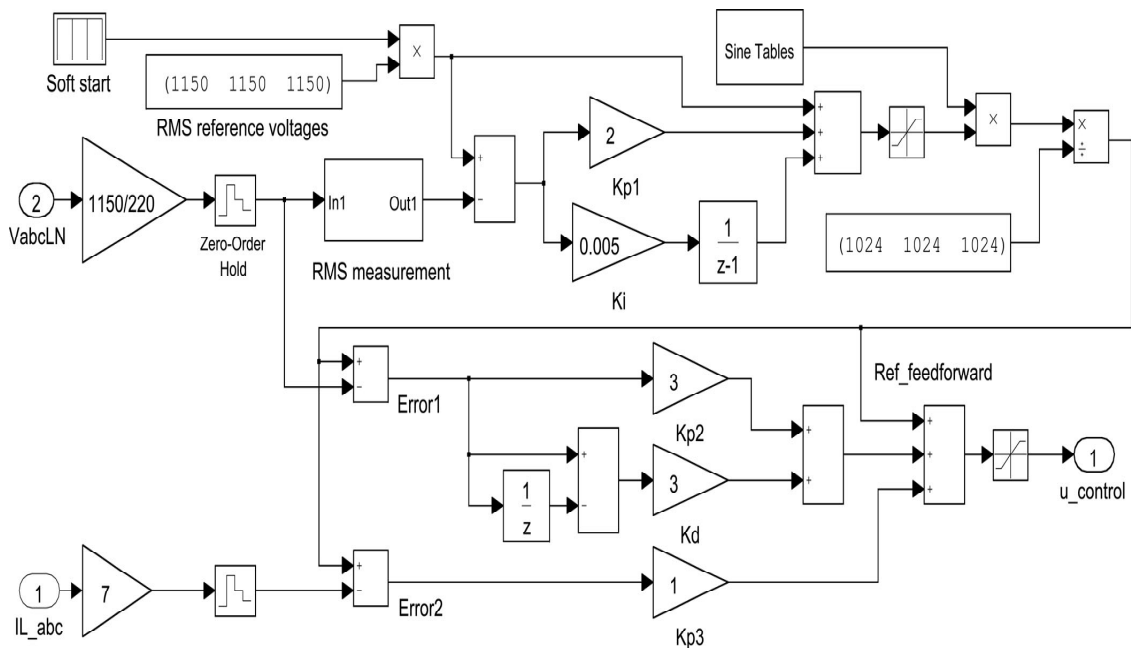 Soft start
×
(1150 1150 1150)
RMS reference voltages
Sine Tables
+
+
+
×
×
÷
2
Kp1
+
−
2
VabcLN
1150/220
Zero-Order
Hold
In1
Out1
RMS measurement
0.005
Ki
1
z-1
(1024 1024 1024)
+
−
Error1
3
Kp2
+
−
1
z
3
Kd
+
+
Ref_feedforward
+
+
+
1
u_control
1
IL_abc
7
+
−
Error2
1
Kp3